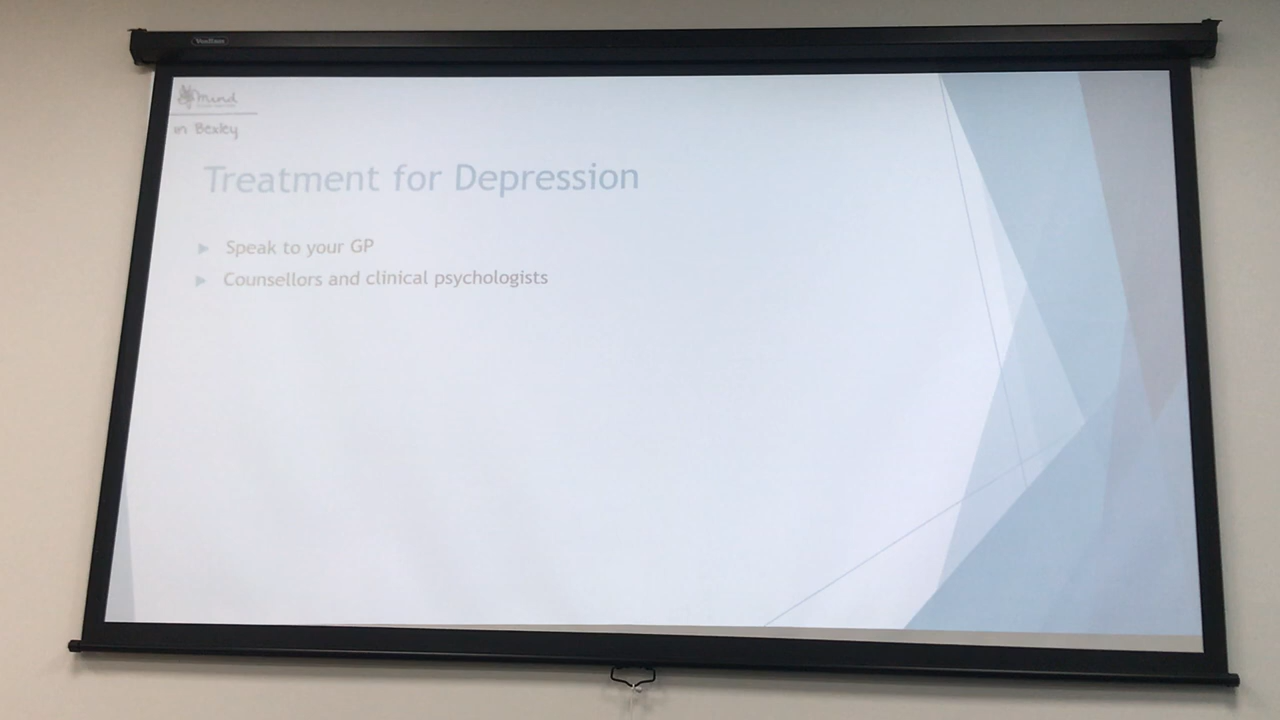 mind
in Bexley
Treatment for Depression
Speak to your GP
Counsellors and clinical psychologists